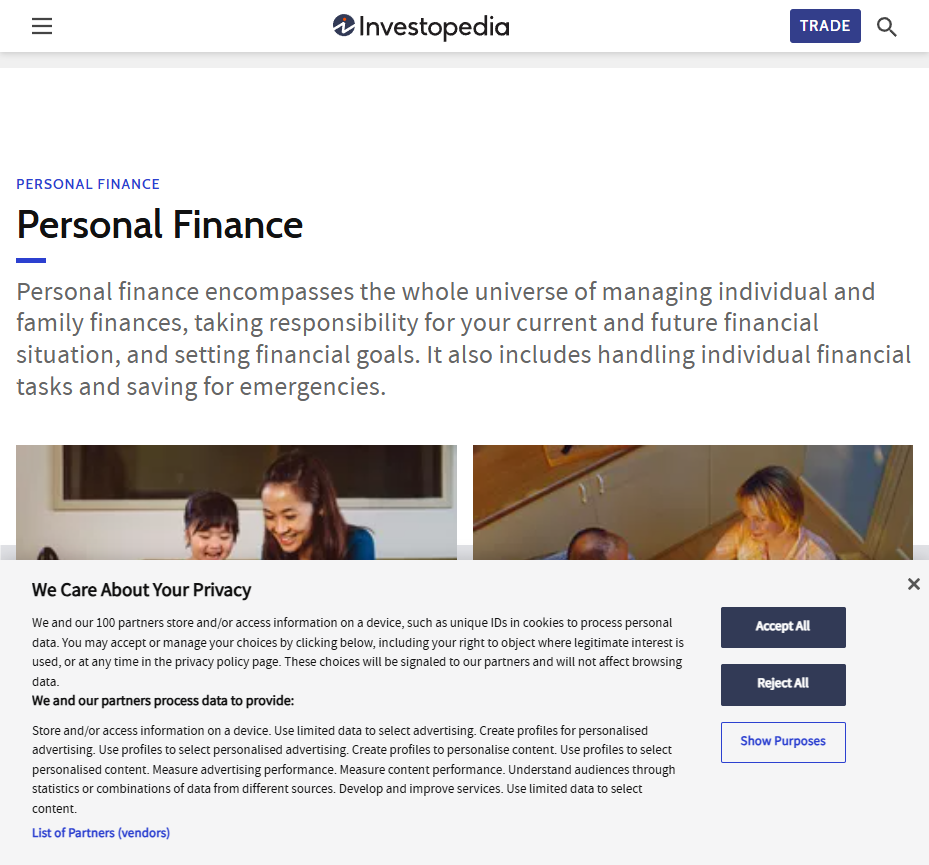 Investopedia
TRADE
PERSONAL FINANCE
Personal Finance
Personal finance encompasses the whole universe of managing individual and
family finances, taking responsibility for your current and future financial
situation, and setting financial goals. It also includes handling individual financial
tasks and saving for emergencies.
We Care About Your Privacy
We and our 100 partners store and/or access information on a device, such as unique IDs in cookies to process personal
data. You may accept or manage your choices by clicking below, including your right to object where legitimate interest is
used, or at any time in the privacy policy page. These choices will be signaled to our partners and will not affect browsing
data.
We and our partners process data to provide:
Store and/or access information on a device. Use limited data to select advertising. Create profiles for personalised
advertising. Use profiles to select personalised advertising. Create profiles to personalise content. Use profiles to select
personalised content. Measure advertising performance. Measure content performance. Understand audiences through
statistics or combinations of data from different sources. Develop and improve services. Use limited data to select
content.
List of Partners (vendors)
Accept All
Reject All
Show Purposes